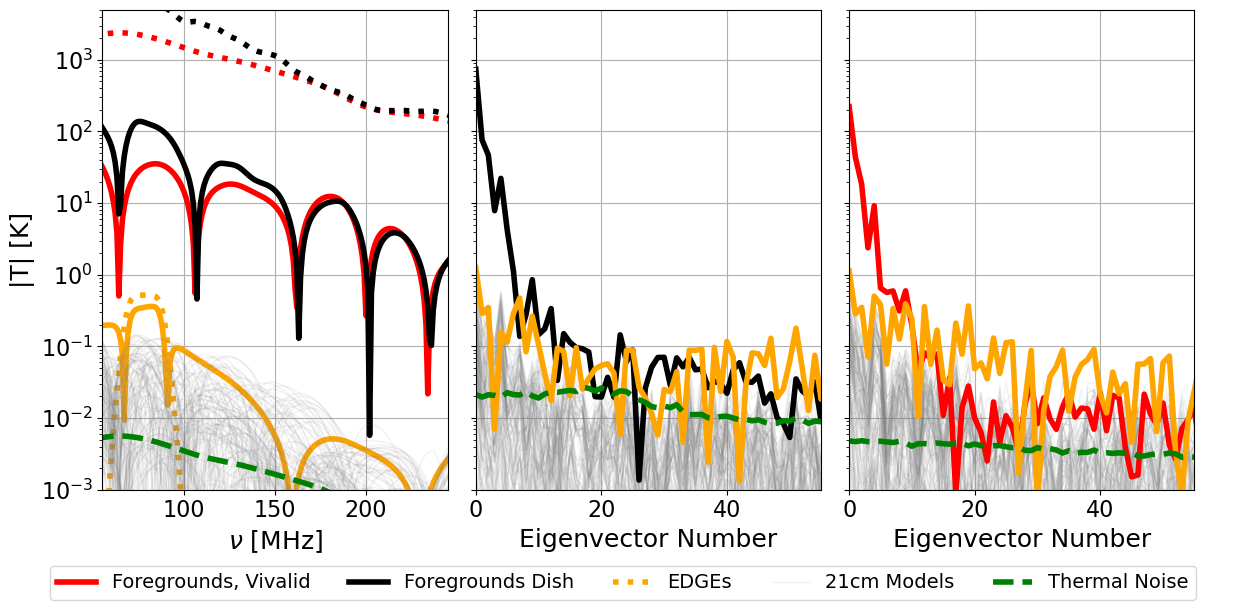 |T| [K]
10³
10²
10¹
10⁰
10⁻¹
10⁻²
10⁻³
100 150 200
0 20 40
0 20 40
ν [MHz]
Eigenvector Number
Eigenvector Number
Foregrounds, Vivalid
Foregrounds Dish
EDGEs
21cm Models
Thermal Noise